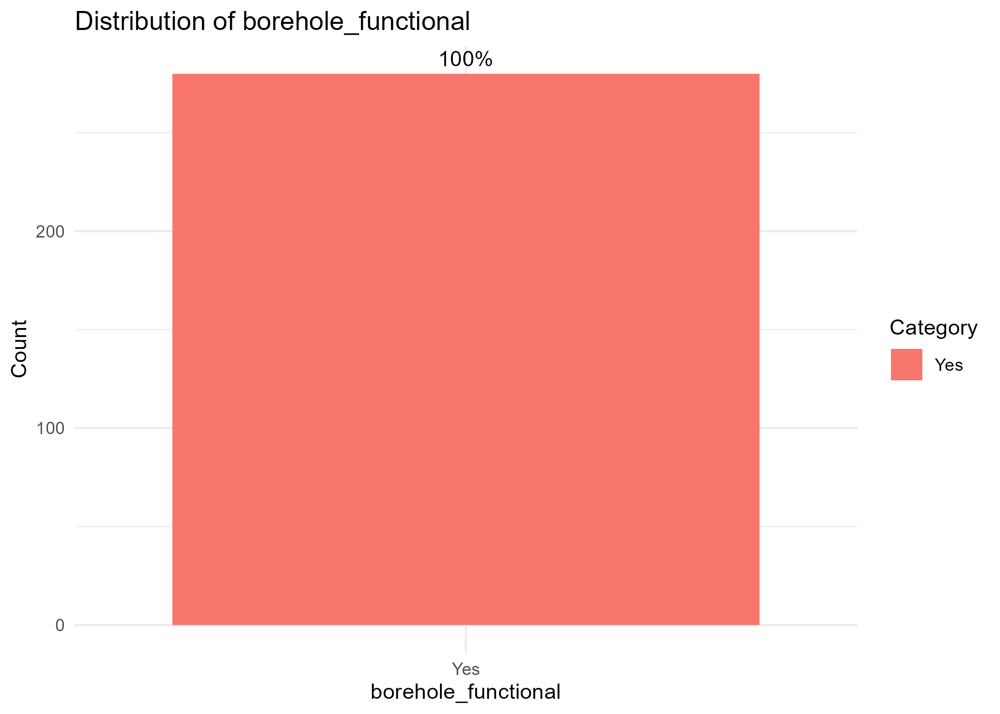 Distribution of borehole_functional
100%
200
100
0
Count
Yes
borehole_functional
Category
Yes